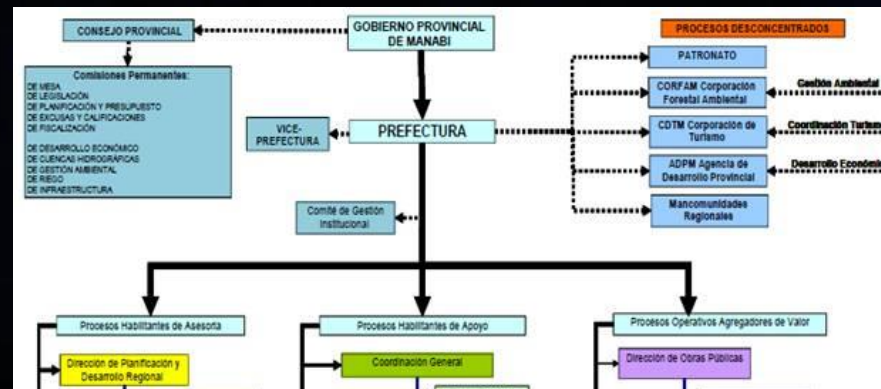 CONSEJO PROVINCIAL
GOBIERNO PROVINCIAL
DE MANABI
PROCESOS DESCONCENTRADOS
Comisiones Permanentes:
DE MESA
DE LEGISLACIÓN
DE PLANIFICACIÓN Y PRESUPUESTO
DE EXCUSAS Y CALIFICACIONES
DE FISCALIZACIÓN
DE DESARROLLO ECONÓMICO
DE CUENCAS HIDROGRÁFICAS
DE GESTIÓN AMBIENTAL
DE RIEGO
DE INFRAESTRUCTURA
VICE-
PREFECTURA
PREFECTURA
PATRONATO
CORFAM Corporación
Forestal Ambiental
Gestión Ambiental
CDTM Corporación de
Turismo
Coordinación Turismo
ADPM Agencia de
Desarrollo Provincial
Desarrollo Económic
Mancomunidades
Regionales
Comité de Gestión
Institucional
Procesos Habilitantes de Asesoría
Procesos Habilitantes de Apoyo
Procesos Operativos Agregadores de Valor
Dirección de Planificación y
Desarrollo Regional
Coordinación General
Dirección de Obras Públicas